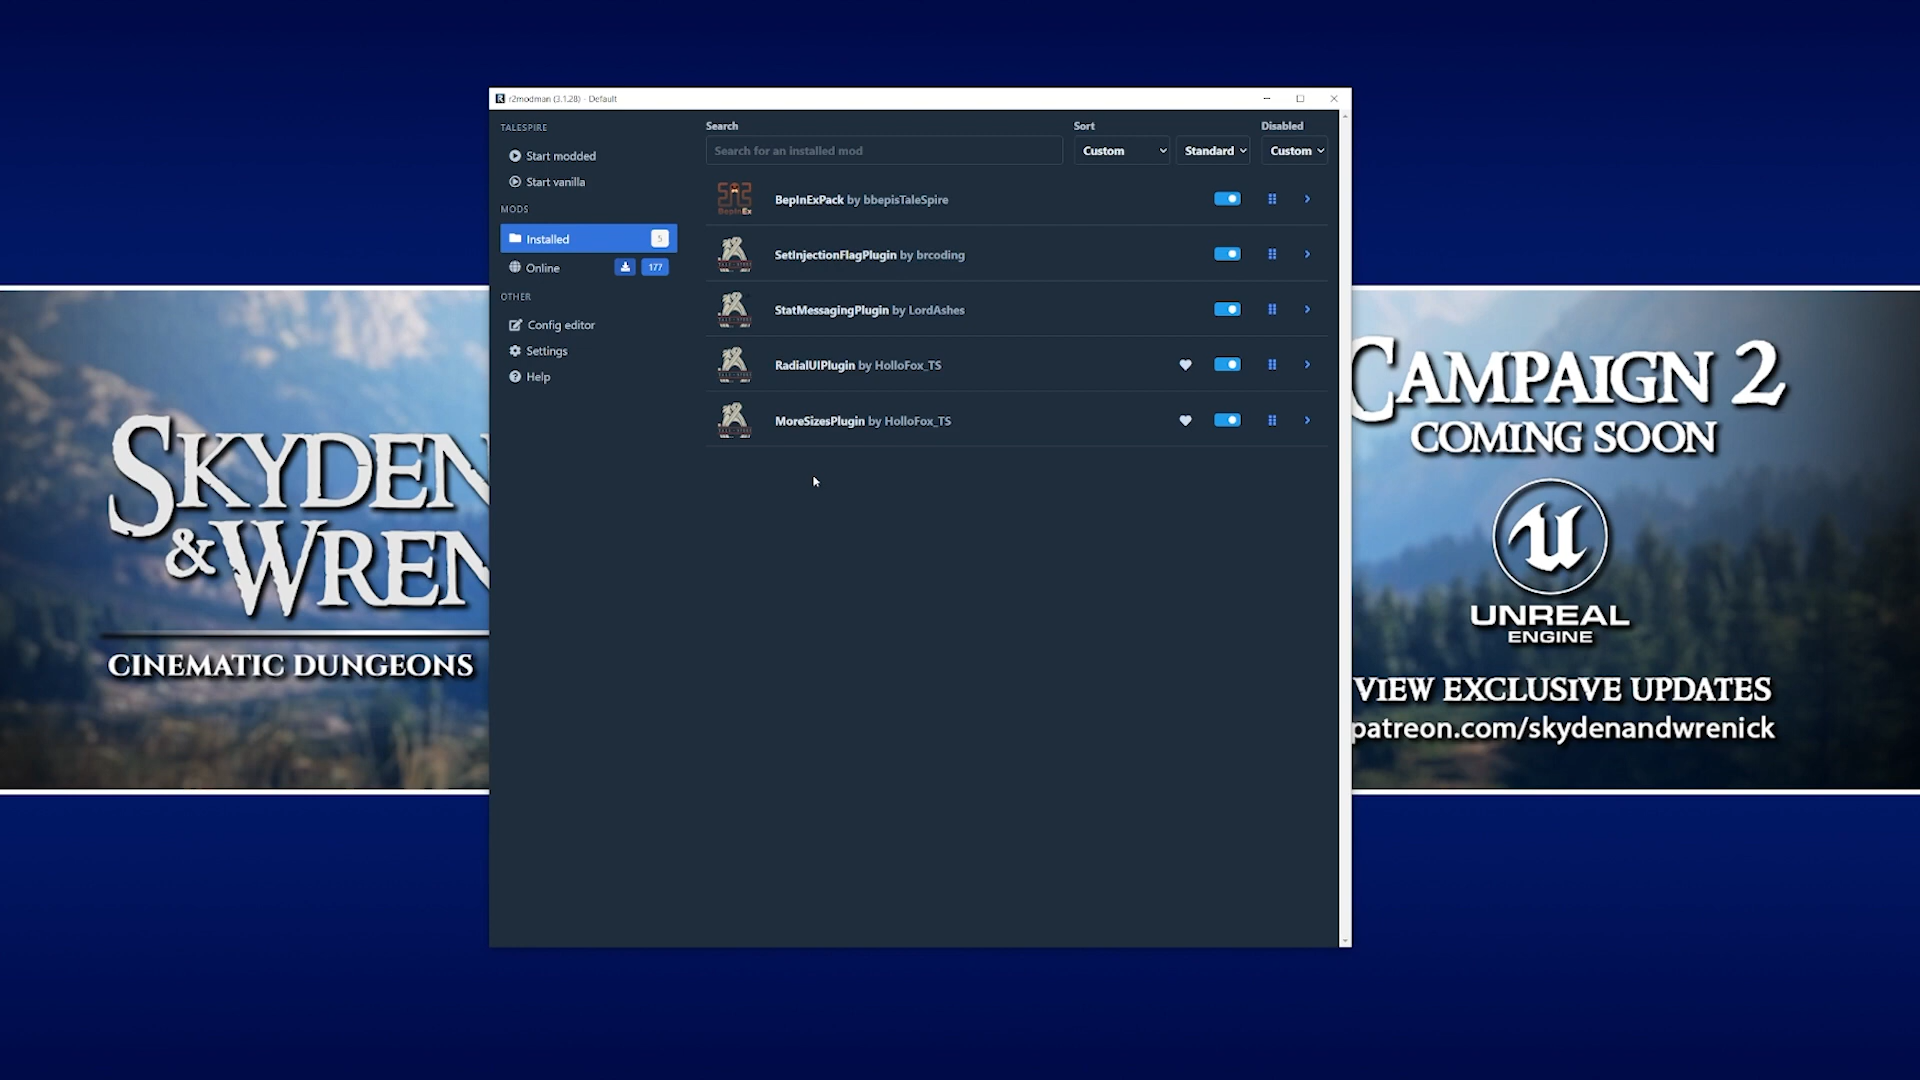 r2modman (3.1.28) - Default
TALESPIRE
Start modded
Start vanilla
MODS
Installed 5
Online 177
OTHER
Config editor
Settings
Help
Search
Search for an installed mod
Sort
Custom
Standard
Disabled
Custom
BepInExPack by bbepisTaleSpire
SetInjectionFlagPlugin by brcoding
StatMessagingPlugin by LordAshes
RadialUIPlugin by HolloFox_TS
MoreSizesPlugin by HolloFox_TS
BepInEx
SKYDEN
&WREN
CINEMATIC DUNGEONS
CAMPAIGN 2
COMING SOON
UNREAL
ENGINE
VIEW EXCLUSIVE UPDATES
patreon.com/skydenandwrenick